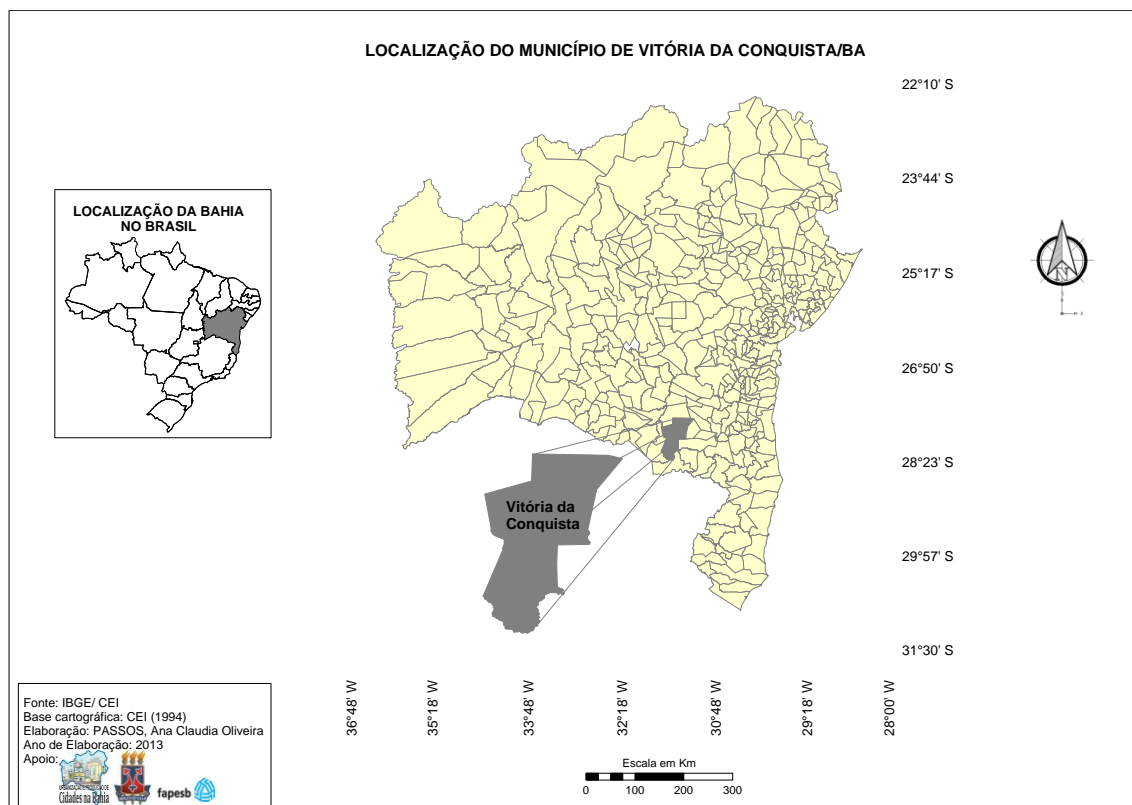 LOCALIZAÇÃO DO MUNICÍPIO DE VITÓRIA DA CONQUISTA/BA
LOCALIZAÇÃO DA BAHIA
NO BRASIL
22°10' S
23°44' S
25°17' S
26°50' S
28°23' S
29°57' S
31°30' S
N
Vitória da
Conquista
36°48' W
35°18' W
33°48' W
32°18' W
30°48' W
29°18' W
28°00' W
Fonte: IBGE/ CEI
Base cartográfica: CEI (1994)
Elaboração: PASSOS, Ana Claudia Oliveira
Ano de Elaboração: 2013
Apoio:
Cidades na Bahia
fapesb
Escala em Km
0 100 200 300